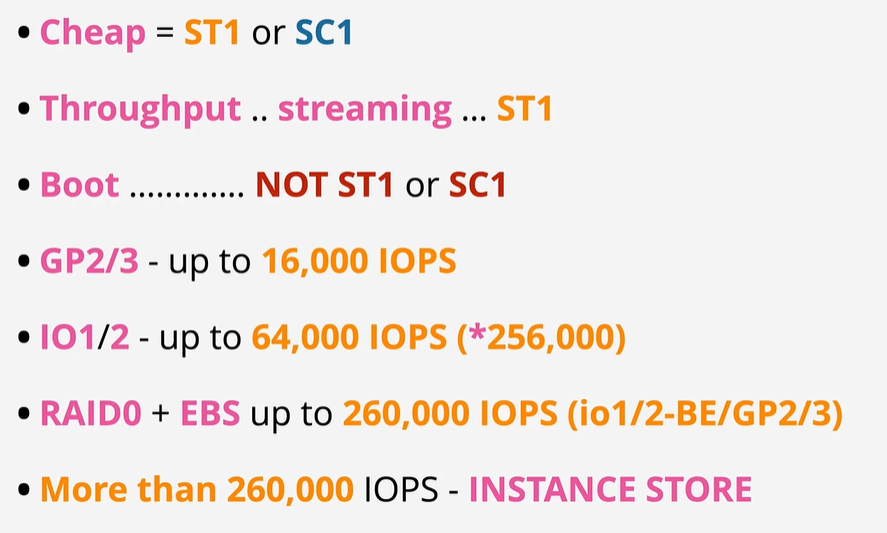 • Cheap = ST1 or SC1
• Throughput .. streaming ... ST1
• Boot ............. NOT ST1 or SC1
• GP2/3 - up to 16,000 IOPS
• IO1/2 - up to 64,000 IOPS (*256,000)
• RAID0 + EBS up to 260,000 IOPS (io1/2-BE/GP2/3)
• More than 260,000 IOPS - INSTANCE STORE